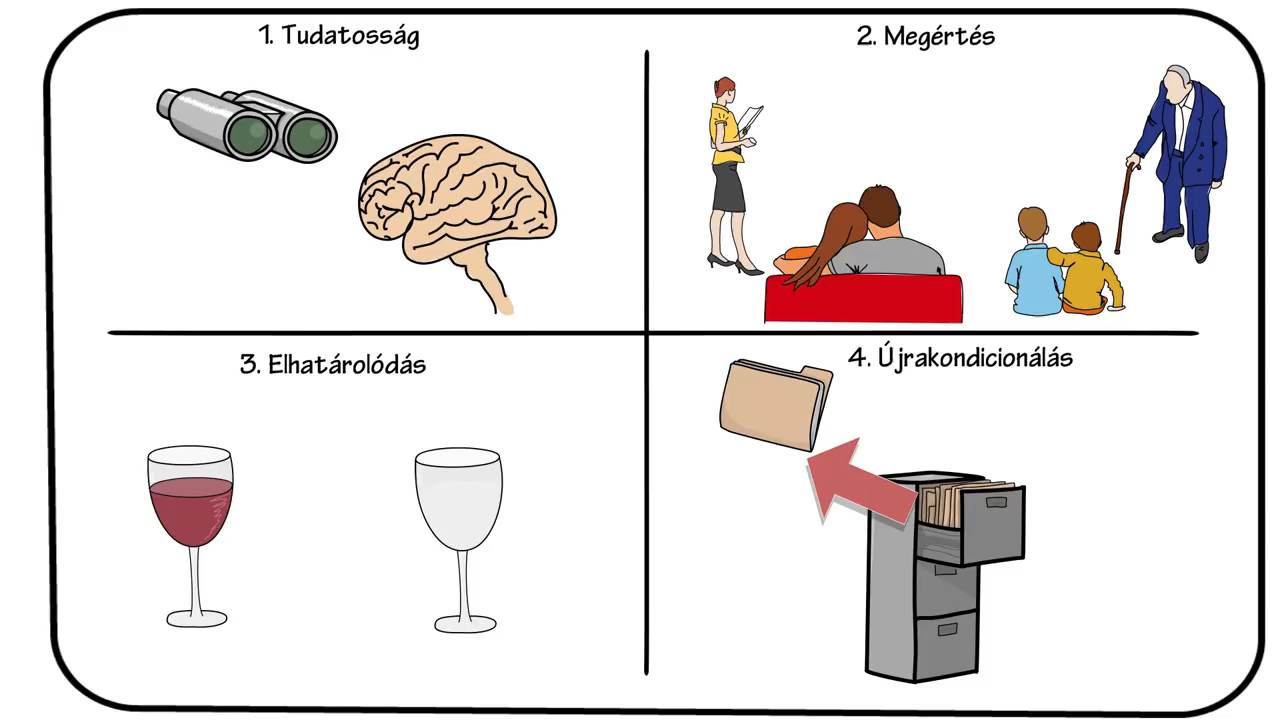 1. Tudatosság
2. Megértés
3. Elhatárolódás
4. Újrakondicionálás